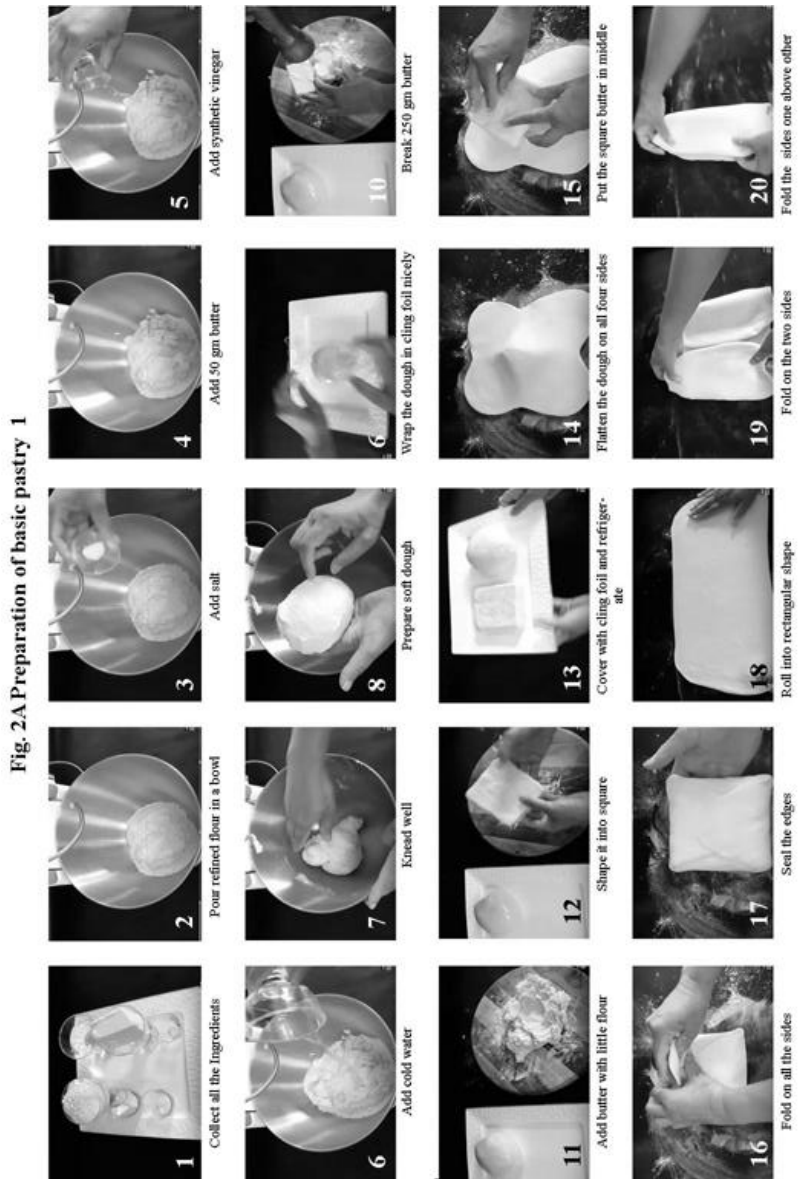 Fig. 2A Preparation of basic pastry 1
1
Collect all the Ingredients
2
Pour refined flour in a bowl
3
Add salt
4
Add 50 gm butter
5
Add synthetic vinegar
6
Add cold water
7
Knead well
8
Prepare soft dough
9
Wrap the dough in cling foil nicely
10
Break 250 gm butter
11
Add butter with little flour
12
Shape it into square
13
Cover with cling foil and refriger-
ate
14
Flatten the dough on all four sides
15
Put the square butter in middle
16
Fold on all the sides
17
Seal the edges
18
Roll into rectangular shape
19
Fold on the two sides
20
Fold the sides one above other